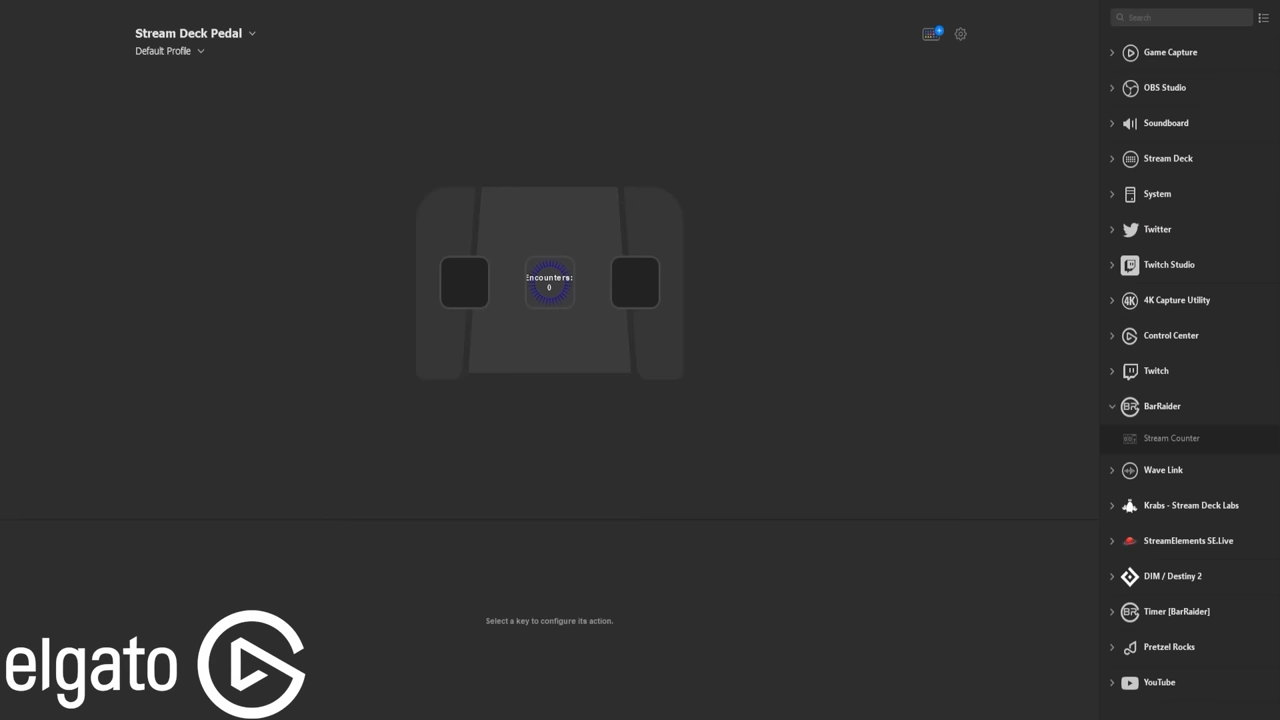 Stream Deck Pedal
Default Profile
Encounters:
0
Select a key to configure its action.
elgato
Search
Game Capture
OBS Studio
Soundboard
Stream Deck
System
Twitter
Twitch Studio
4K Capture Utility
Control Center
Twitch
BarRaider
Stream Counter
Wave Link
Krabs - Stream Deck Labs
StreamElements SE.Live
DIM / Destiny 2
Timer [BarRaider]
Pretzel Rocks
YouTube